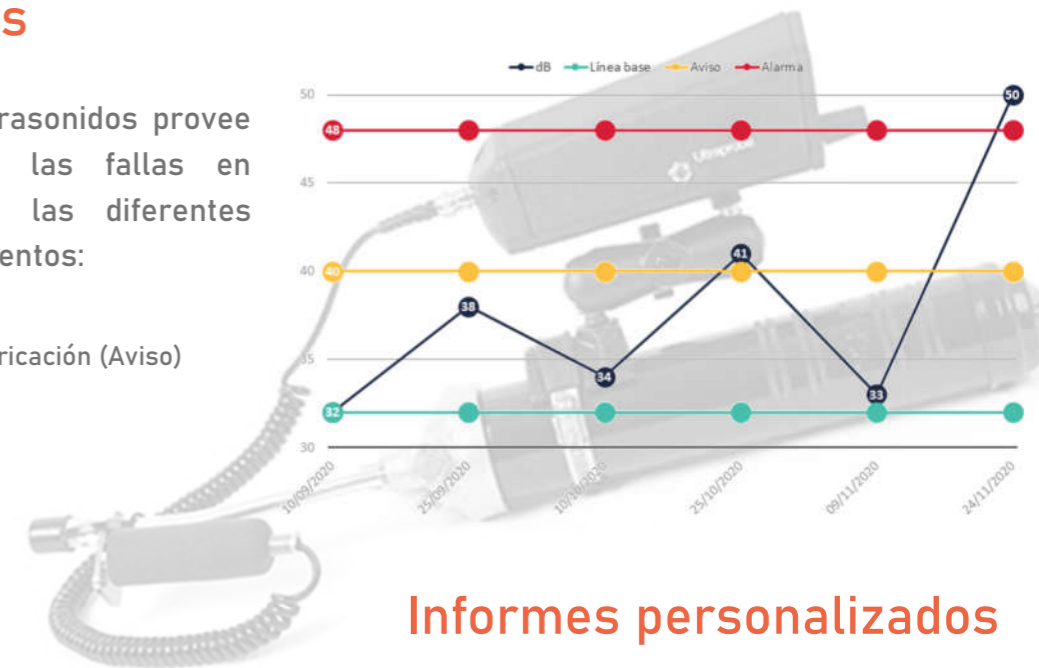 s
rasonidos provee
las fallas en
las diferentes
entos:
ricación (Aviso)
dB Línea base Aviso Alarma
50
45
40
35
30
48
40
32
38
34
41
33
50
10/09/2020
25/09/2020
10/10/2020
25/10/2020
09/11/2020
24/11/2020
Ultraprobe
Informes personalizados